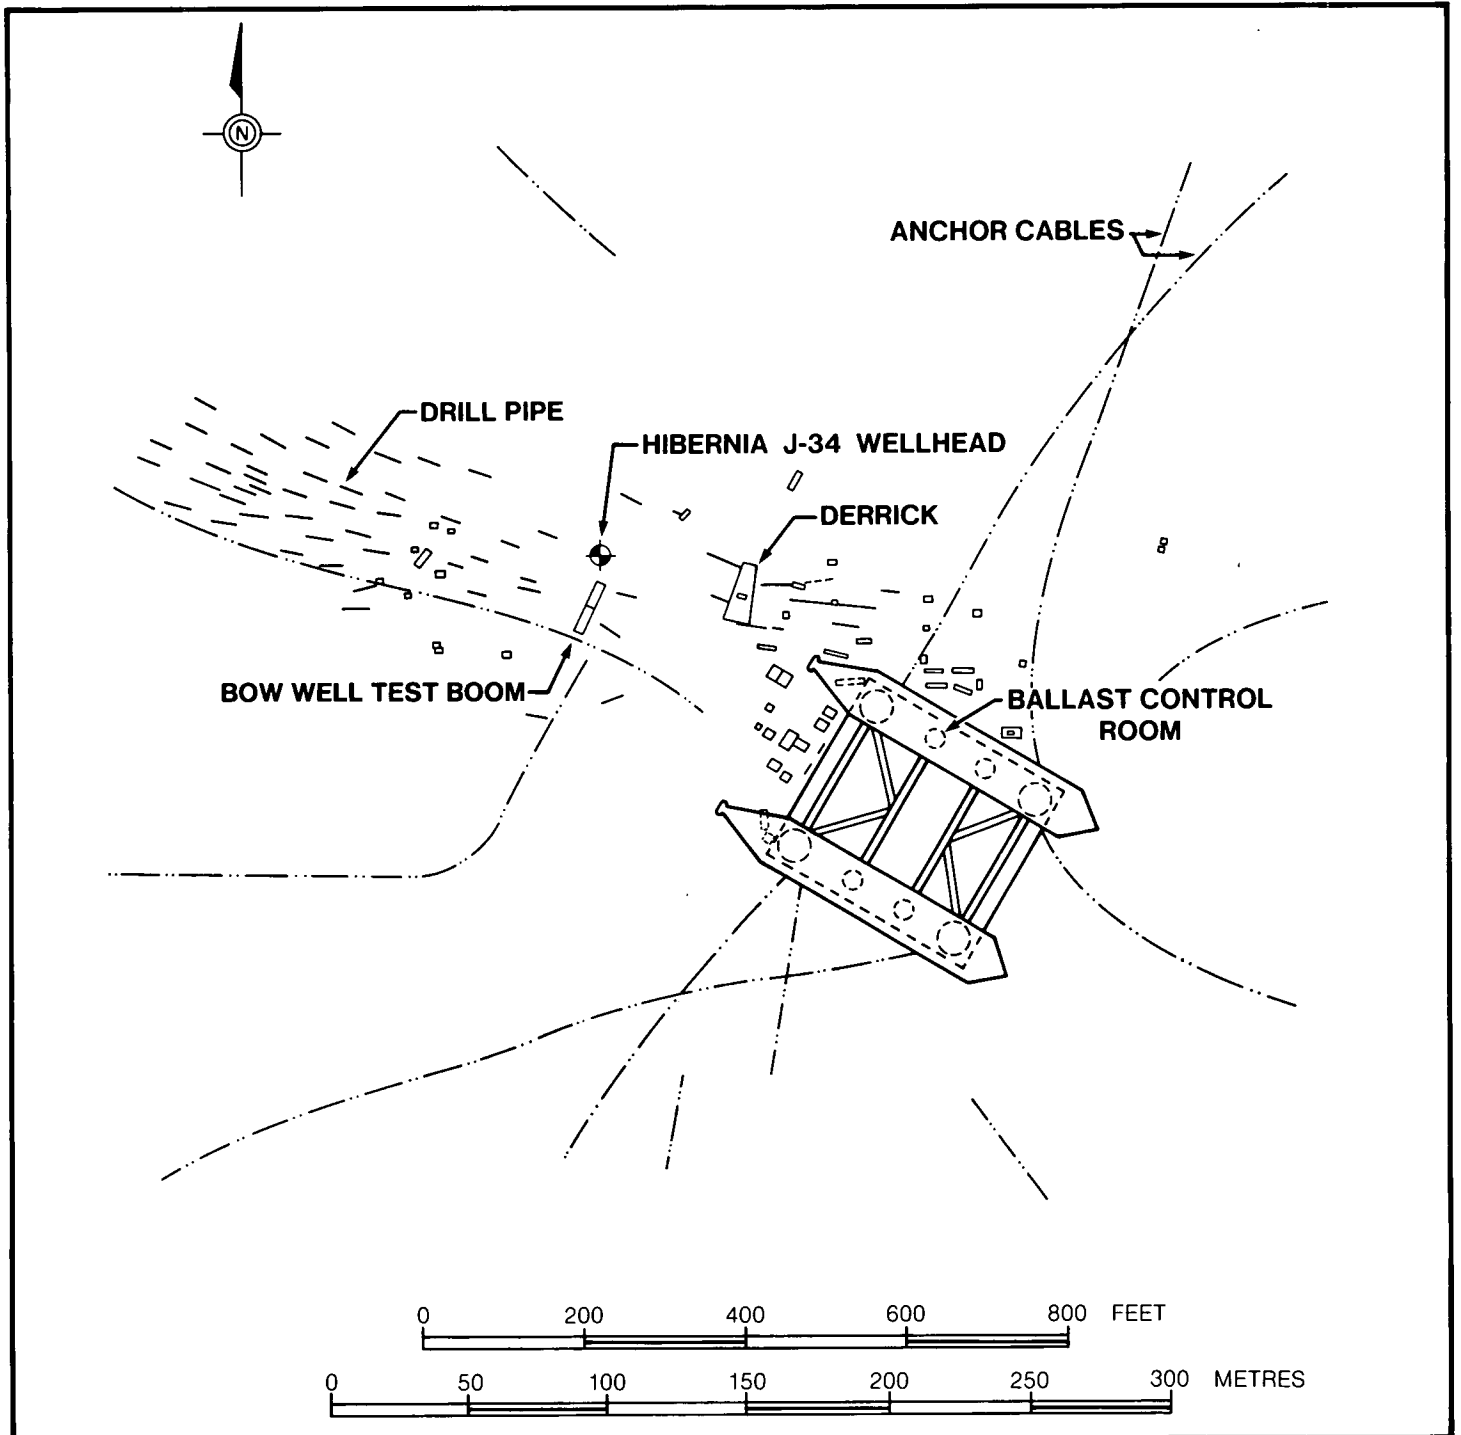 N
ANCHOR CABLES
DRILL PIPE
HIBERNIA J-34 WELLHEAD
DERRICK
BOW WELL TEST BOOM
BALLAST CONTROL
ROOM
0 200 400 600 800 FEET
0 50 100 150 200 250 300 METRES